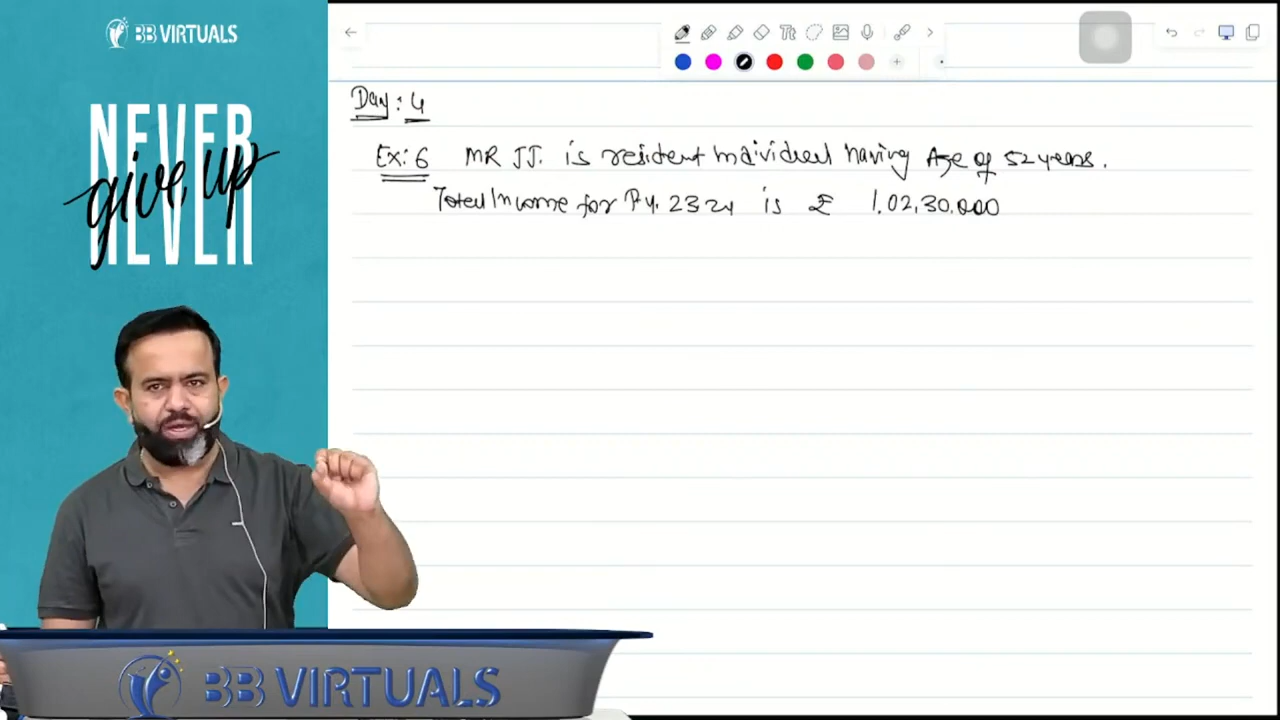 BB VIRTUALS
NEVER
give up
NEVER
Day: 4
Ex: 6 MR JJ. is resident Individual having Age of 52 years.
Total Income for P.Y. 23 24 is ₹ 1,02,30,000
BB VIRTUALS